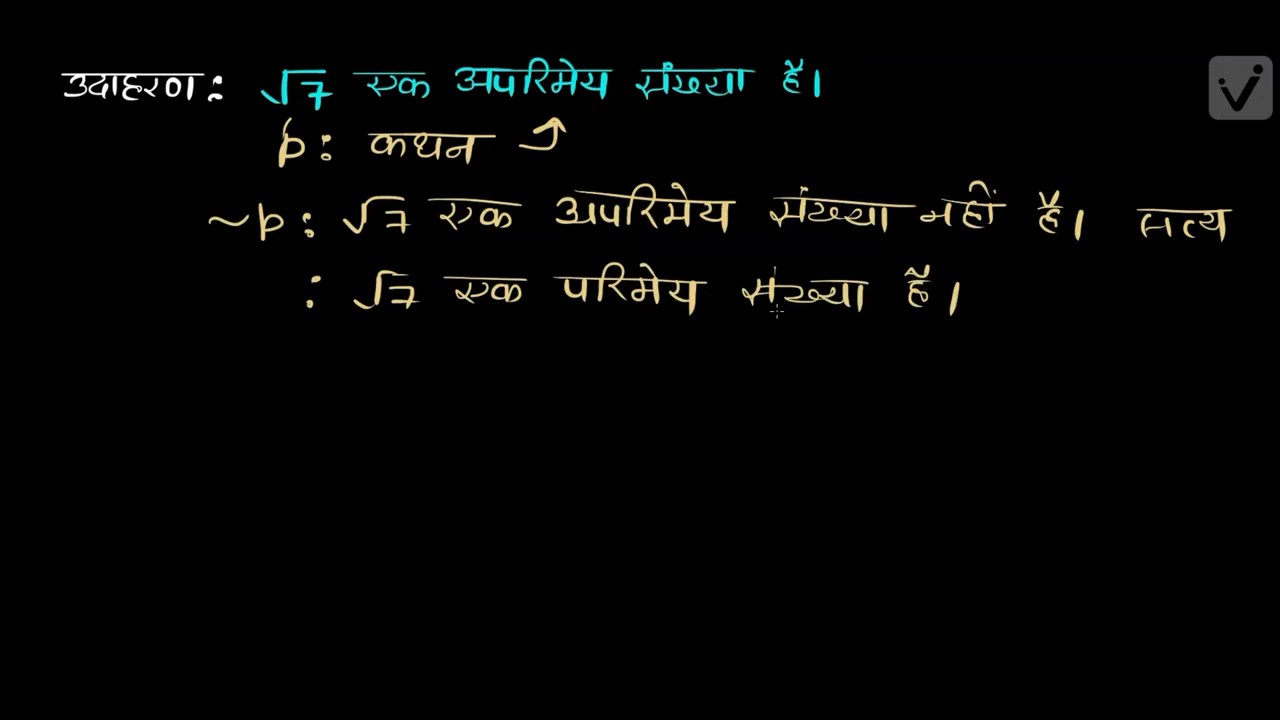 उदाहरण: √7 एक अपरिमेय संख्या है।
p: कथन ⤴
~p: √7 एक अपरिमेय संख्या नहीं है। सत्य
: √7 एक परिमेय संख्या है।